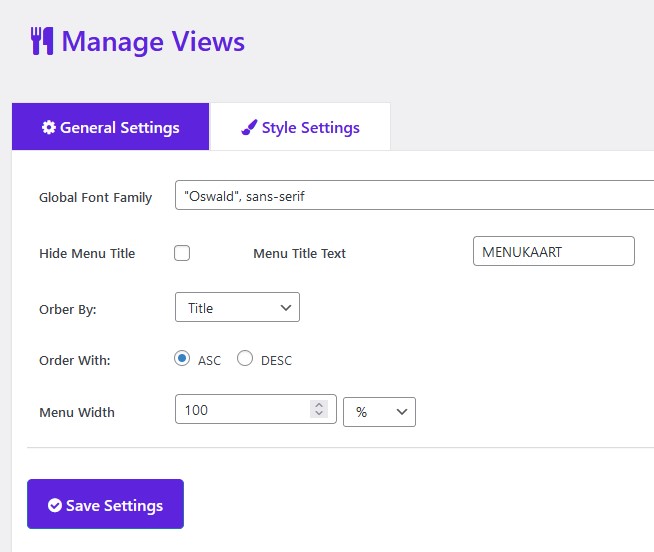 Manage Views
General Settings
Style Settings
Global Font Family
"Oswald", sans-serif
Hide Menu Title
Menu Title Text
MENUKAART
Orber By:
Title
Order With:
ASC
DESC
Menu Width
100
%
Save Settings